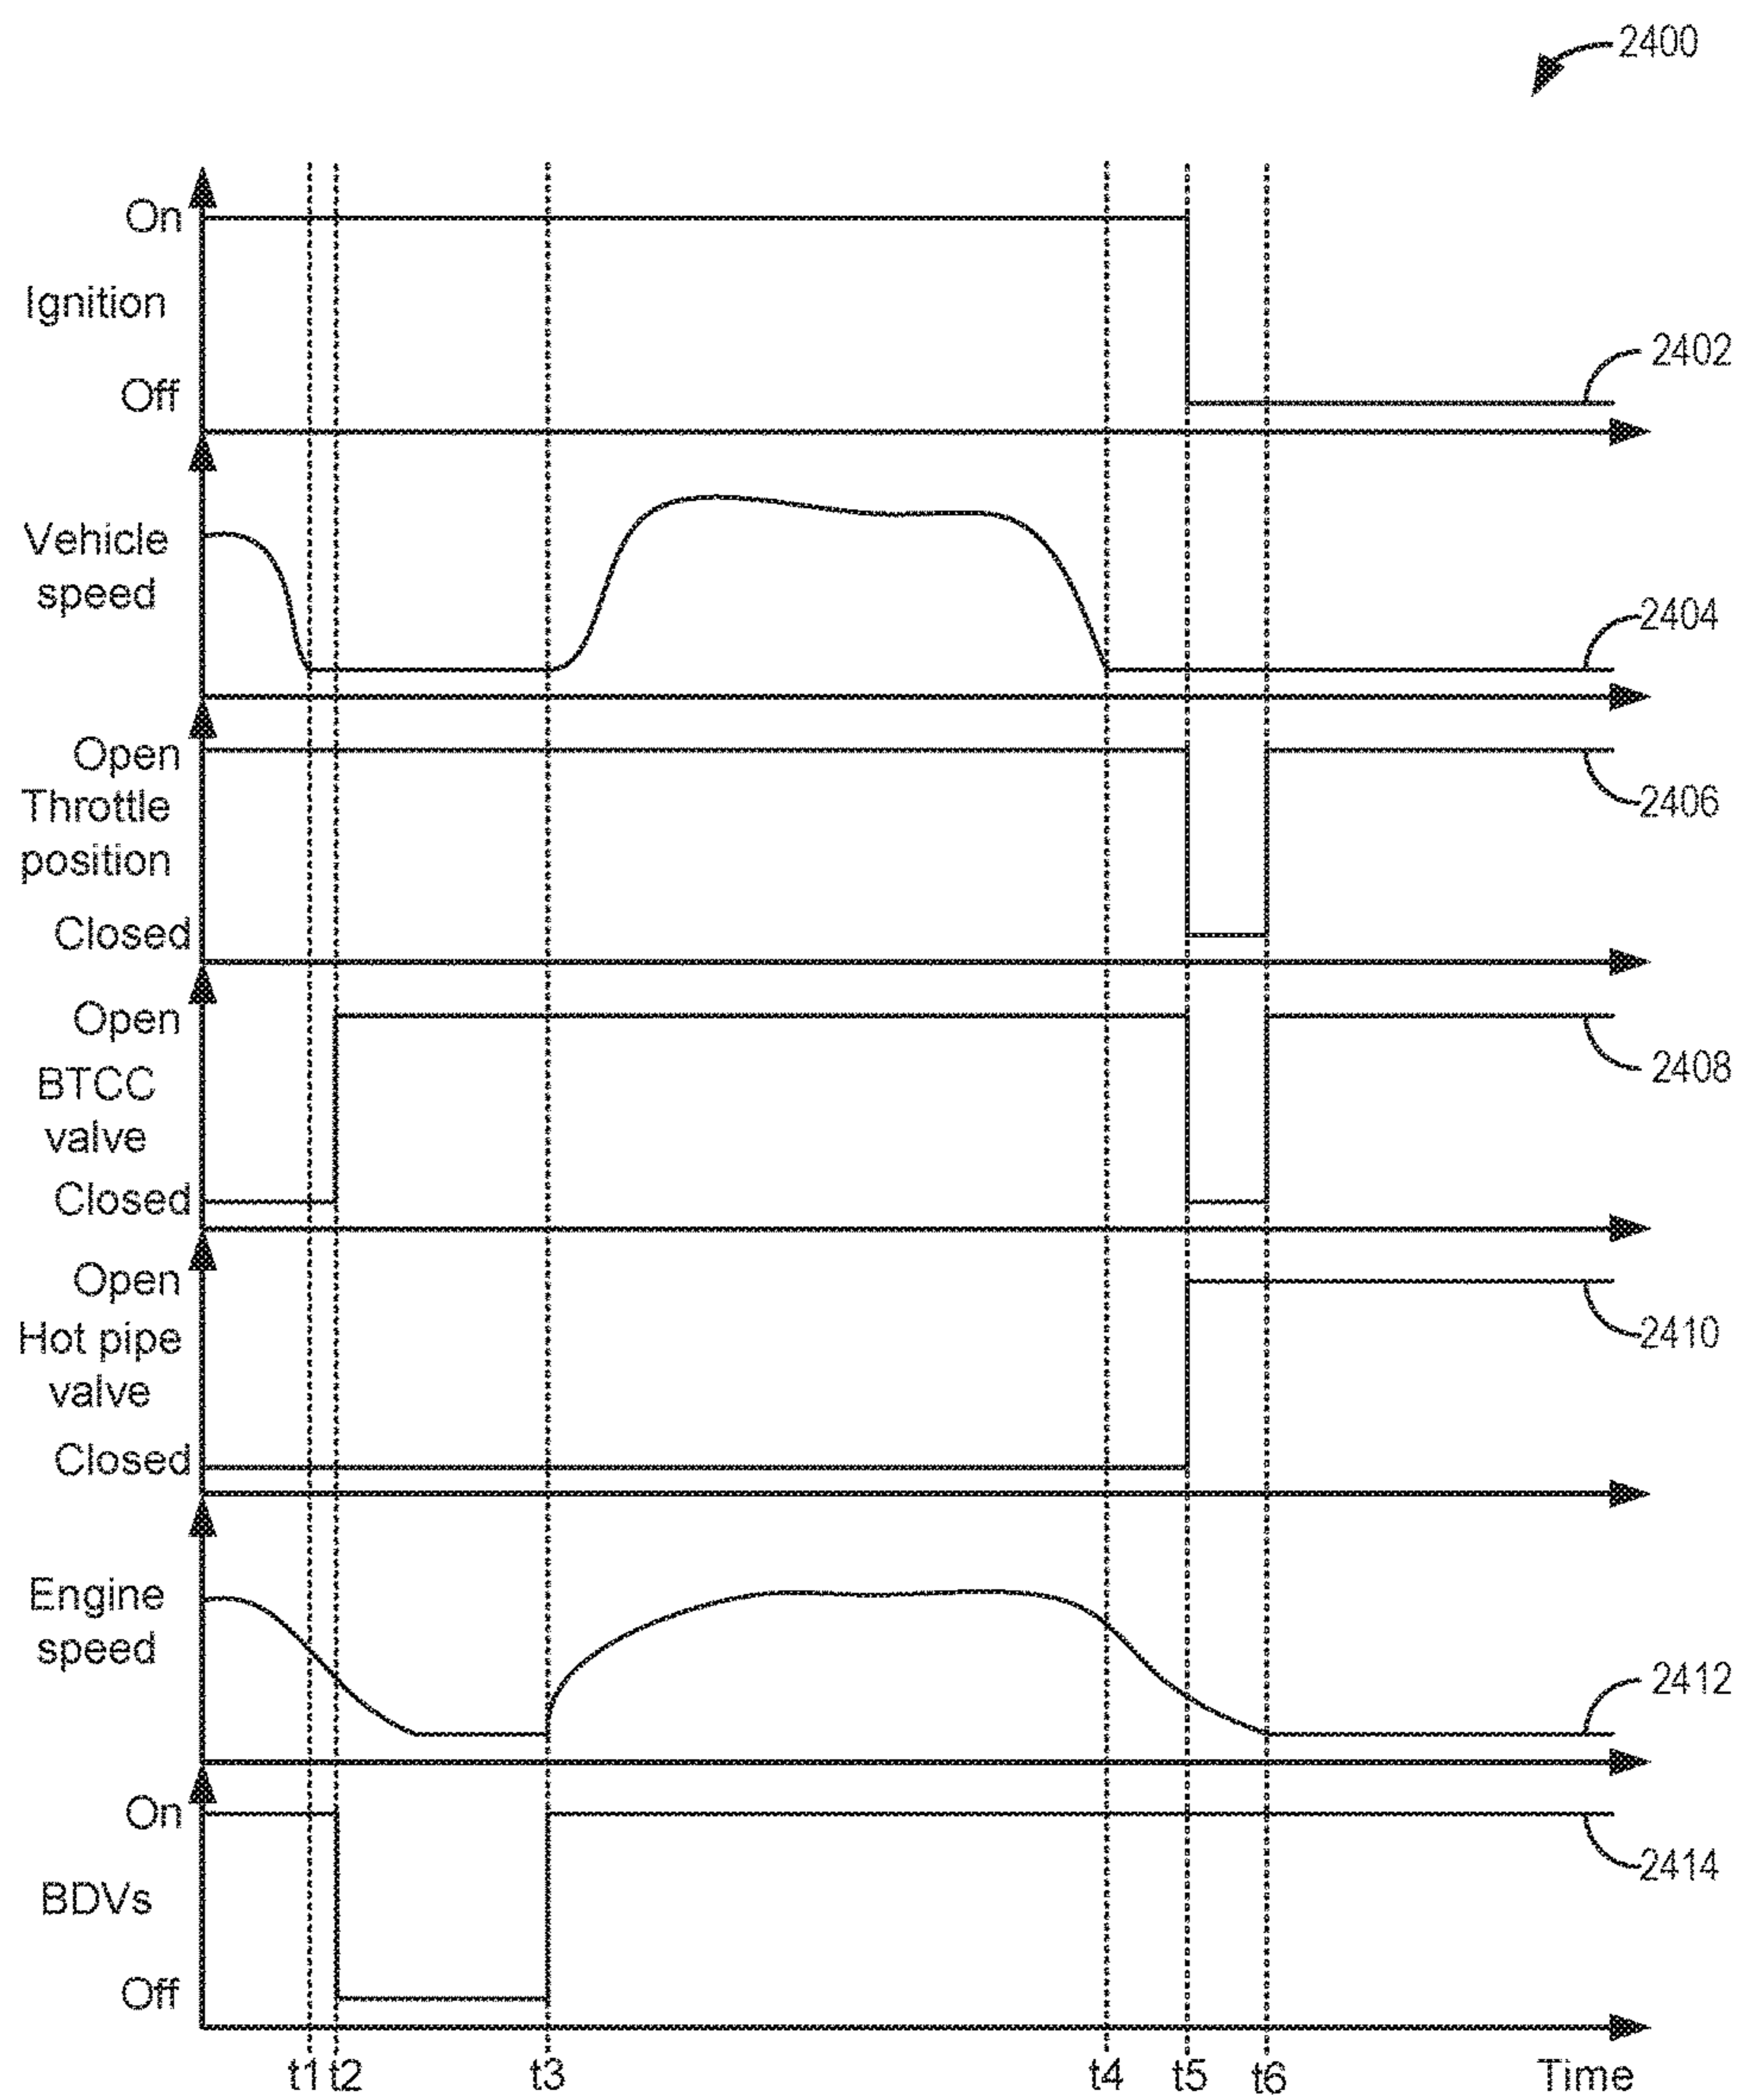 2400
On
Ignition
Off
2402
Vehicle
speed
2404
Open
Throttle
position
Closed
2406
Open
BTCC
valve
Closed
2408
Open
Hot pipe
valve
Closed
2410
Engine
speed
2412
On
BDVs
Off
2414
t1 t2 t3 t4 t5 t6 Time